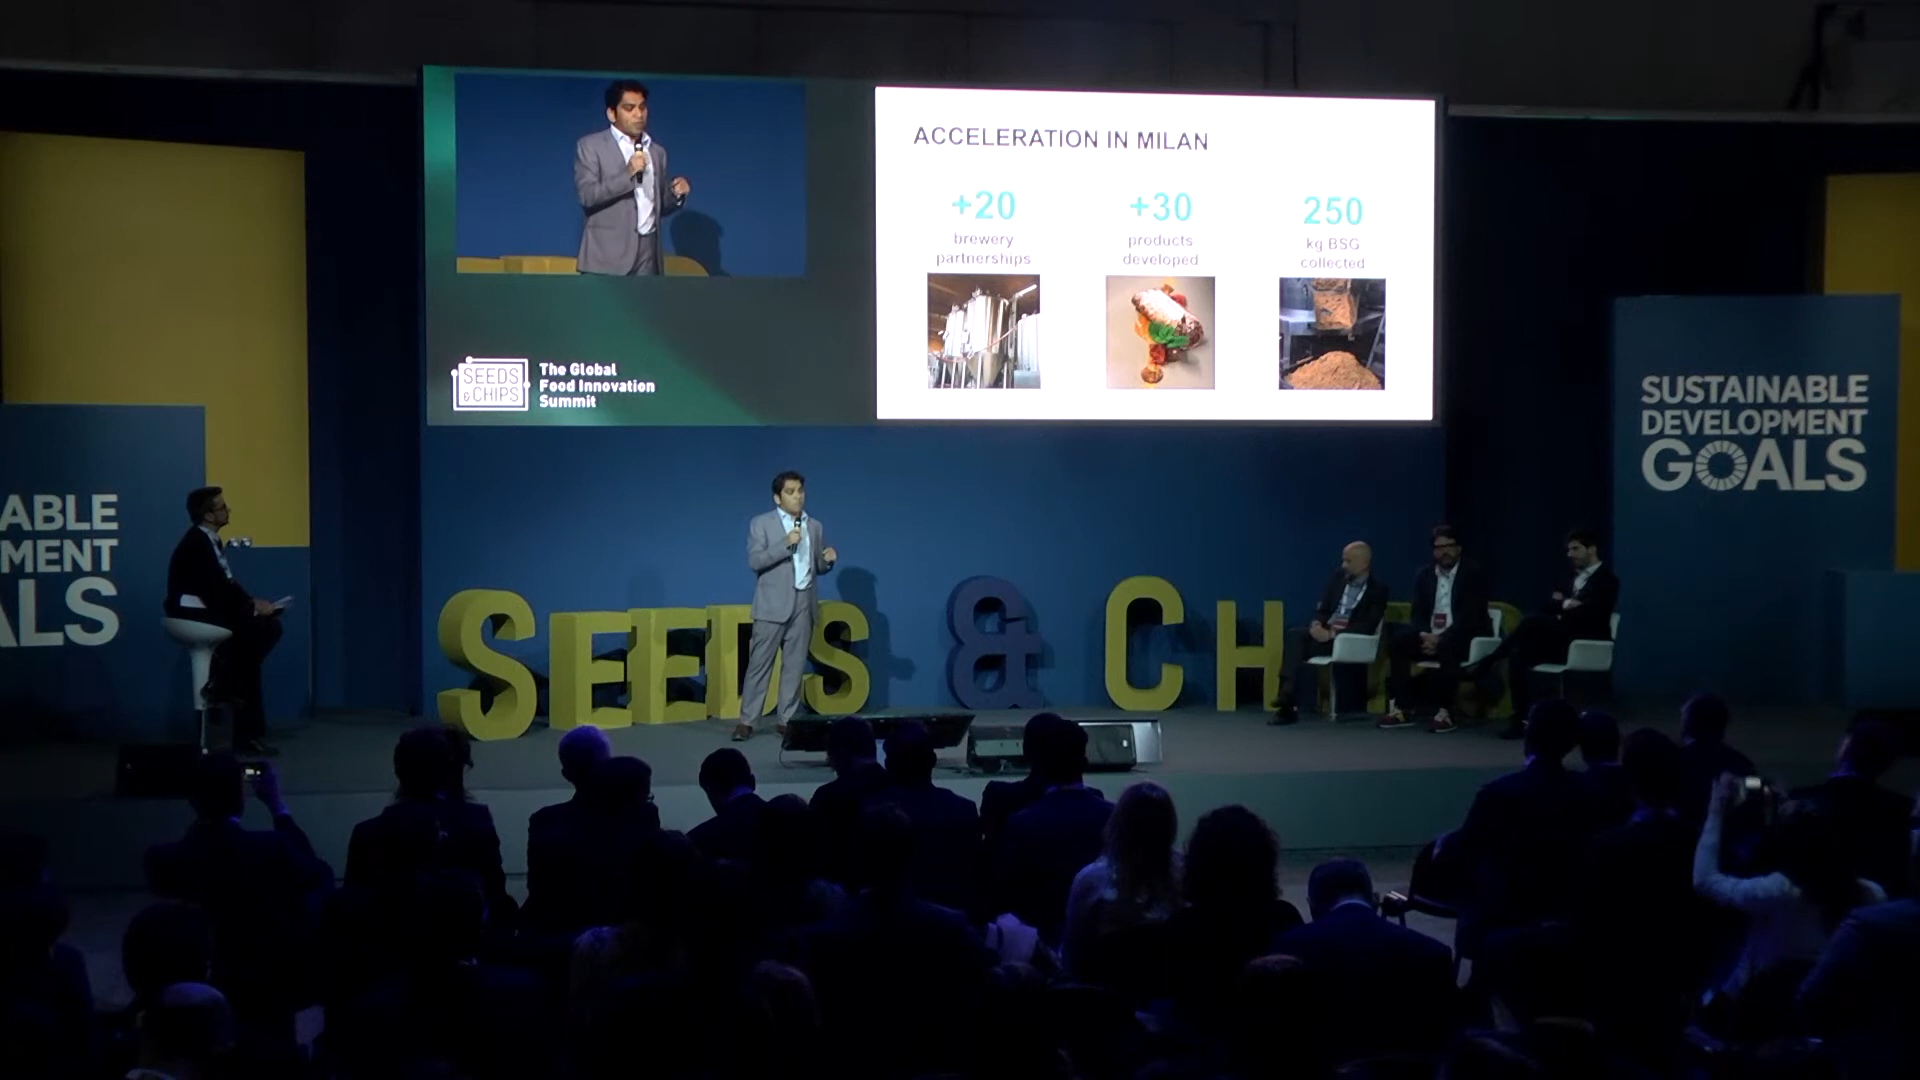 ACCELERATION IN MILAN
+20
brewery
partnerships
+30
products
developed
250
kg BSG
collected
SEEDS
&CHIPS
The Global
Food Innovation
Summit
SUSTAINABLE
DEVELOPMENT
GOALS
ABLE
MENT
ALS
SEEDS & CH